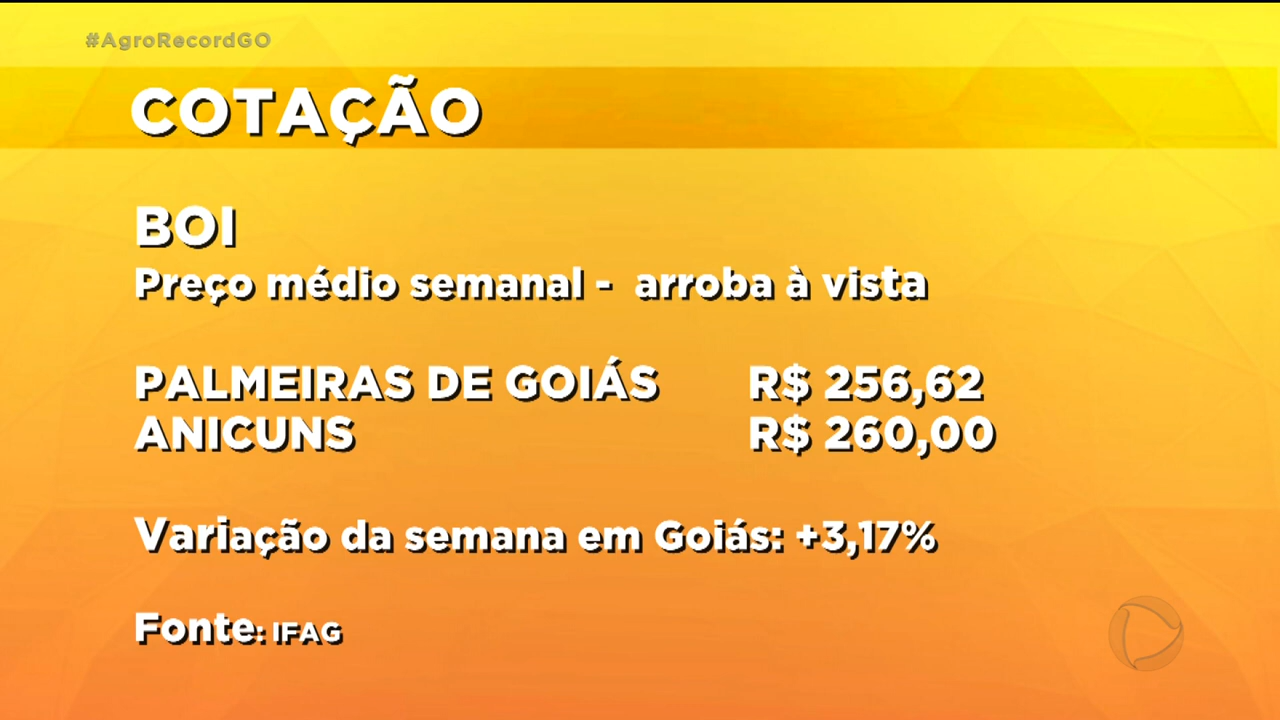 #AgroRecordGO
COTAÇÃO
BOI
Preço médio semanal - arroba à vista
PALMEIRAS DE GOIÁS R$ 256,62
ANICUNS R$ 260,00
Variação da semana em Goiás: +3,17%
Fonte: IFAG